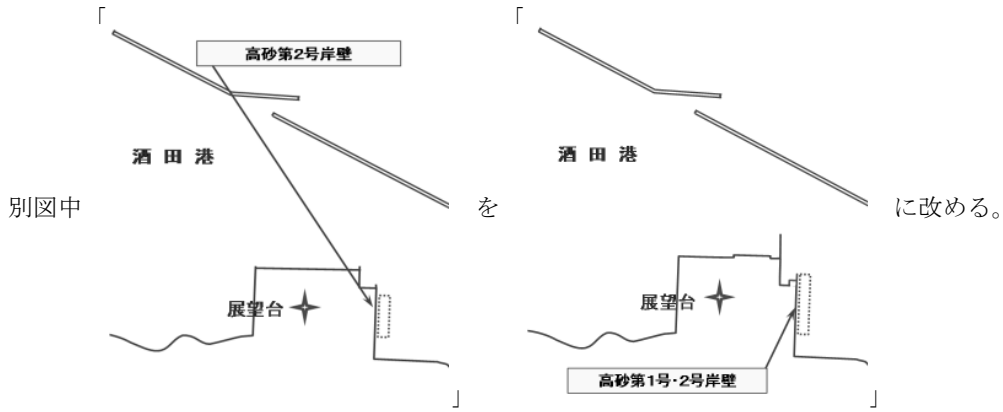 別図中
「
高砂第2号岸壁
酒田港
展望台
」
を
「
酒田港
展望台
高砂第1号・2号岸壁
」
に改める。